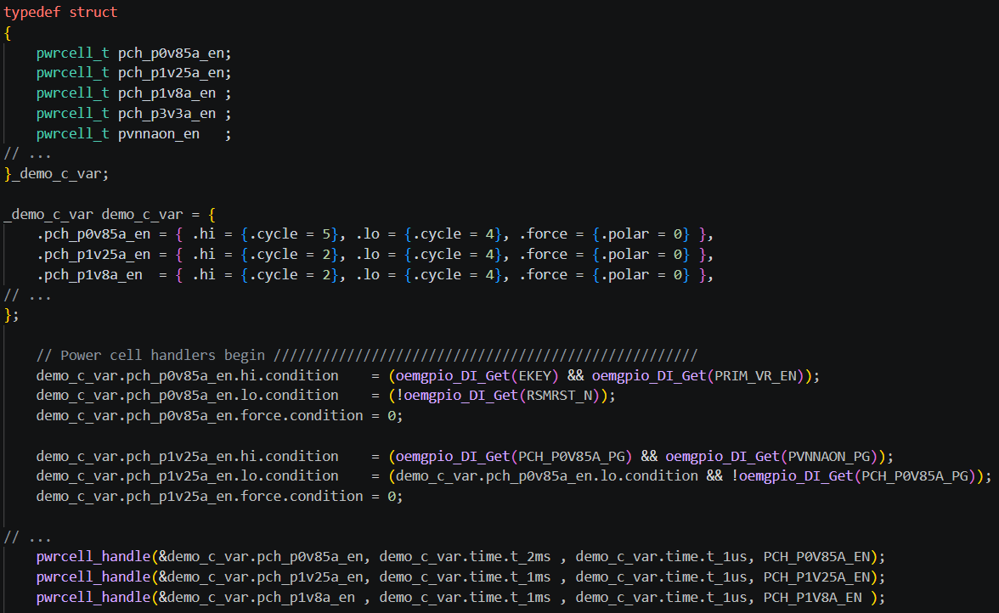 typedef struct
{
    pwrcell_t pch_p0v85a_en;
    pwrcell_t pch_p1v25a_en;
    pwrcell_t pch_p1v8a_en ;
    pwrcell_t pch_p3v3a_en ;
    pwrcell_t pvnnaon_en   ;
// ...
}_demo_c_var;

_demo_c_var demo_c_var = {
    .pch_p0v85a_en = { .hi = {.cycle = 5}, .lo = {.cycle = 4}, .force = {.polar = 0} },
    .pch_p1v25a_en = { .hi = {.cycle = 2}, .lo = {.cycle = 4}, .force = {.polar = 0} },
    .pch_p1v8a_en  = { .hi = {.cycle = 2}, .lo = {.cycle = 4}, .force = {.polar = 0} },
// ...
};

    // Power cell handlers begin ////////////////////////////////////////////////////
    demo_c_var.pch_p0v85a_en.hi.condition    = (oemgpio_DI_Get(EKEY) && oemgpio_DI_Get(PRIM_VR_EN));
    demo_c_var.pch_p0v85a_en.lo.condition    = (!oemgpio_DI_Get(RSMRST_N));
    demo_c_var.pch_p0v85a_en.force.condition = 0;

    demo_c_var.pch_p1v25a_en.hi.condition    = (oemgpio_DI_Get(PCH_P0V85A_PG) && oemgpio_DI_Get(PVNNAON_PG));
    demo_c_var.pch_p1v25a_en.lo.condition    = (demo_c_var.pch_p0v85a_en.lo.condition && !oemgpio_DI_Get(PCH_P0V85A_PG));
    demo_c_var.pch_p1v25a_en.force.condition = 0;

// ...
    pwrcell_handle(&demo_c_var.pch_p0v85a_en, demo_c_var.time.t_2ms , demo_c_var.time.t_1us, PCH_P0V85A_EN);
    pwrcell_handle(&demo_c_var.pch_p1v25a_en, demo_c_var.time.t_1ms , demo_c_var.time.t_1us, PCH_P1V25A_EN);
    pwrcell_handle(&demo_c_var.pch_p1v8a_en , demo_c_var.time.t_1ms , demo_c_var.time.t_1us, PCH_P1V8A_EN );